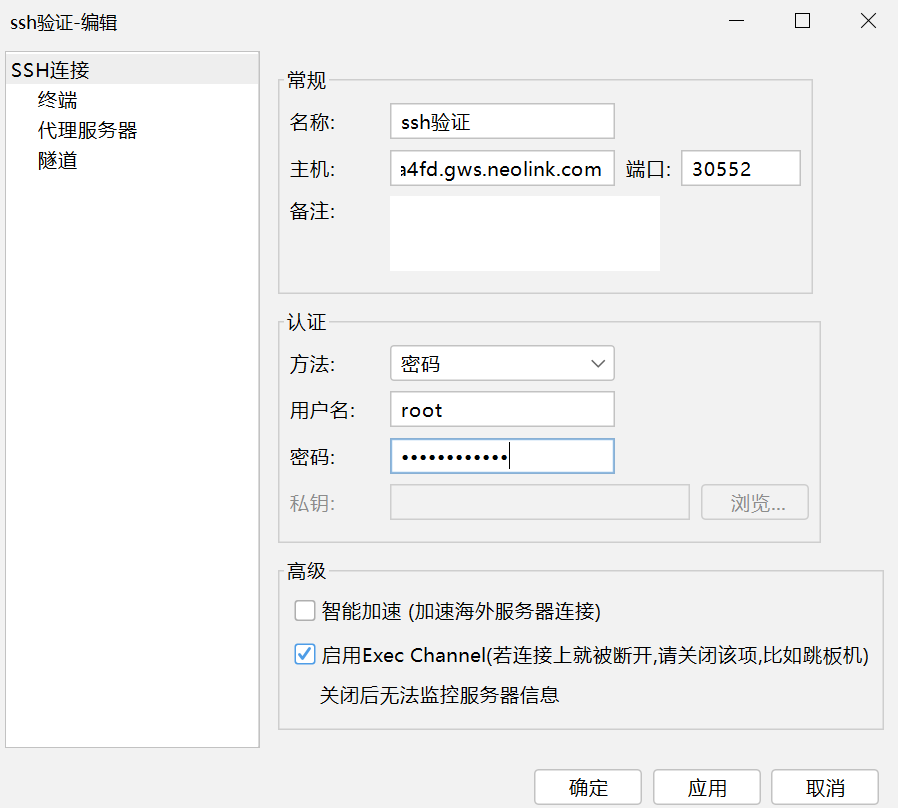 ssh验证-编辑
SSH连接
终端
代理服务器
隧道
常规
名称: ssh验证
主机: a4fd.gws.neolink.com 端口: 30552
备注:
认证
方法: 密码
用户名: root
密码: ••••••••••••
私钥: 浏览...
高级
智能加速 (加速海外服务器连接)
启用Exec Channel(若连接上就被断开,请关闭该项,比如跳板机)
关闭后无法监控服务器信息
确定 应用 取消